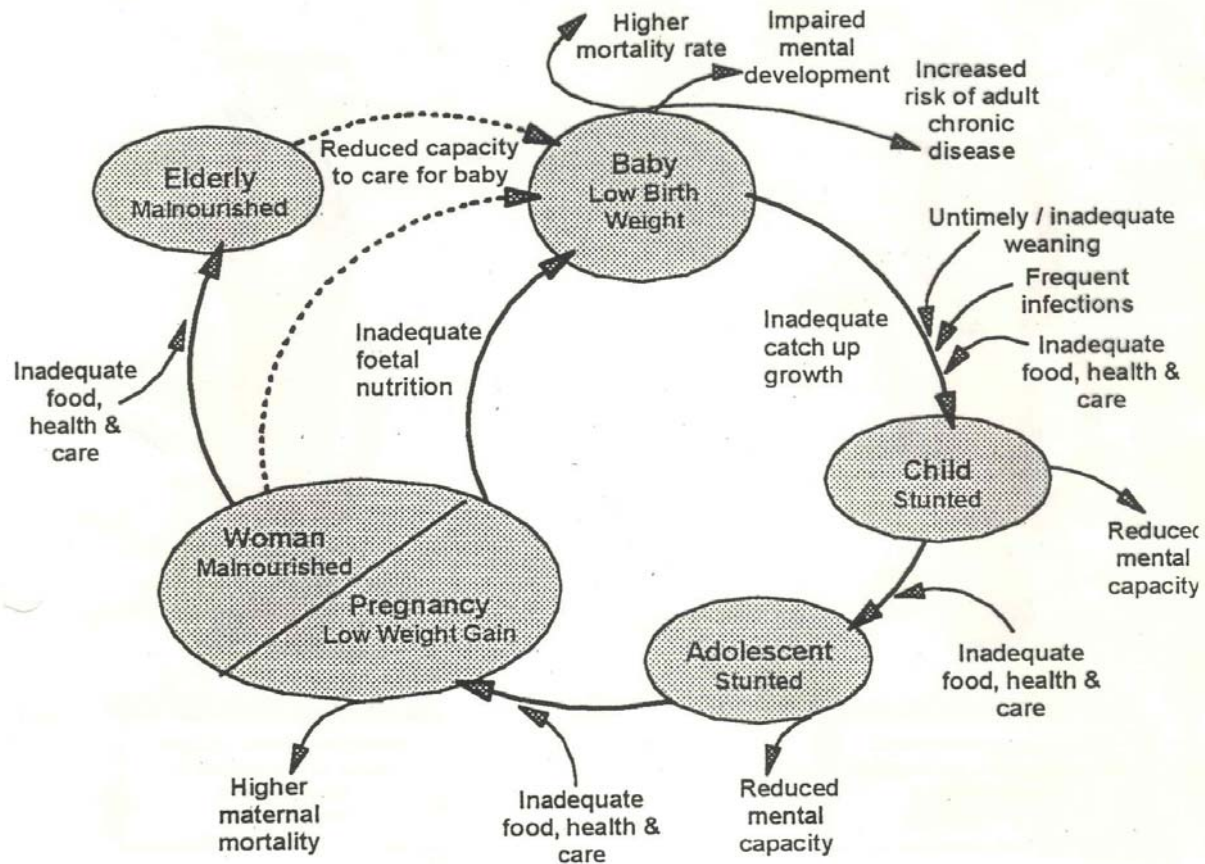 Higher
mortality rate
Impaired
mental
development
Increased
risk of adult
chronic
disease
Elderly
Malnourished
Reduced capacity
to care for baby
Baby
Low Birth
Weight
Untimely / inadequate
weaning
Frequent
infections
Inadequate
food, health &
care
Inadequate
catch up
growth
Inadequate
foetal
nutrition
Inadequate
food,
health &
care
Child
Stunted
Reduced
mental
capacity
Woman
Malnourished
Pregnancy
Low Weight Gain
Adolescent
Stunted
Inadequate
food, health &
care
Higher
maternal
mortality
Inadequate
food, health &
care
Reduced
mental
capacity